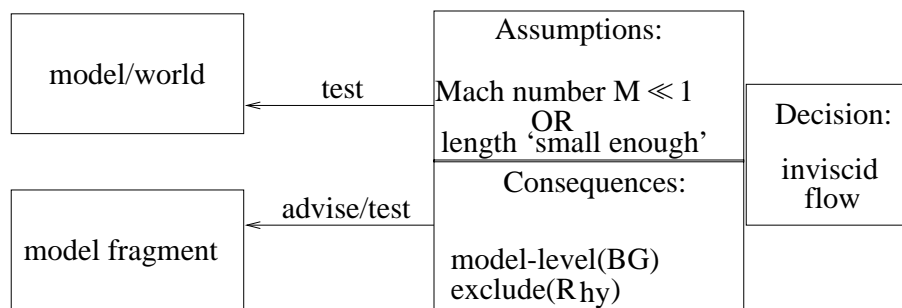 model/world
test
Assumptions:
Mach number M ≪ 1
OR
length ‘small enough’
Decision:
inviscid
flow
model fragment
advise/test
Consequences:
model-level(BG)
exclude(Rhy)